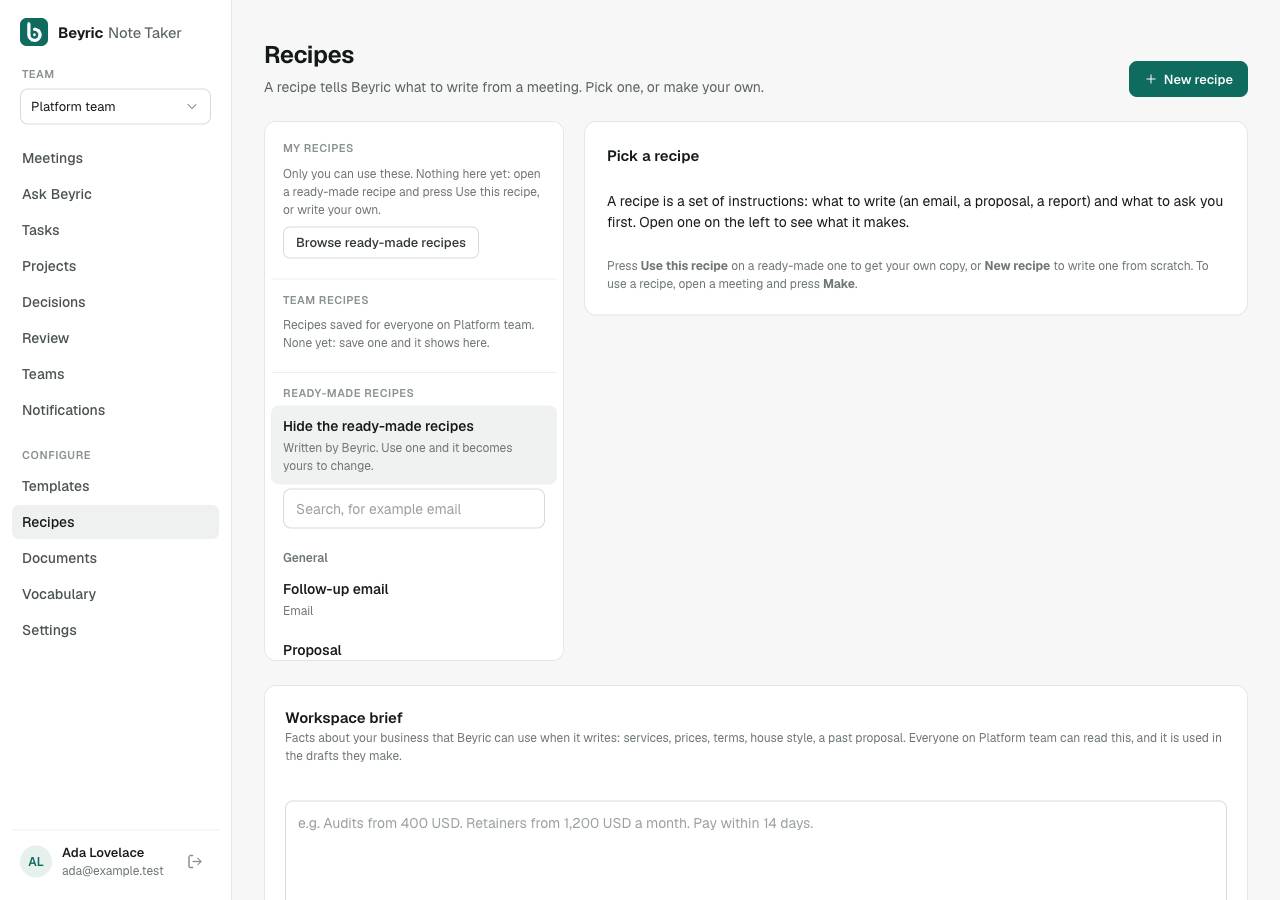 Beyric Note Taker
TEAM
Platform team
Meetings
Ask Beyric
Tasks
Projects
Decisions
Review
Teams
Notifications
CONFIGURE
Templates
Recipes
Documents
Vocabulary
Settings
AL
Ada Lovelace
ada@example.test
Recipes
A recipe tells Beyric what to write from a meeting. Pick one, or make your own.
New recipe
MY RECIPES
Only you can use these. Nothing here yet: open
a ready-made recipe and press Use this recipe,
or write your own.
Browse ready-made recipes
TEAM RECIPES
Recipes saved for everyone on Platform team.
None yet: save one and it shows here.
READY-MADE RECIPES
Hide the ready-made recipes
Written by Beyric. Use one and it becomes
yours to change.
Search, for example email
General
Follow-up email
Email
Proposal
Pick a recipe
A recipe is a set of instructions: what to write (an email, a proposal, a report) and what to ask you
first. Open one on the left to see what it makes.
Press Use this recipe on a ready-made one to get your own copy, or New recipe to write one from scratch. To
use a recipe, open a meeting and press Make.
Workspace brief
Facts about your business that Beyric can use when it writes: services, prices, terms, house style, a past proposal. Everyone on Platform team can read this, and it is used in
the drafts they make.
e.g. Audits from 400 USD. Retainers from 1,200 USD a month. Pay within 14 days.